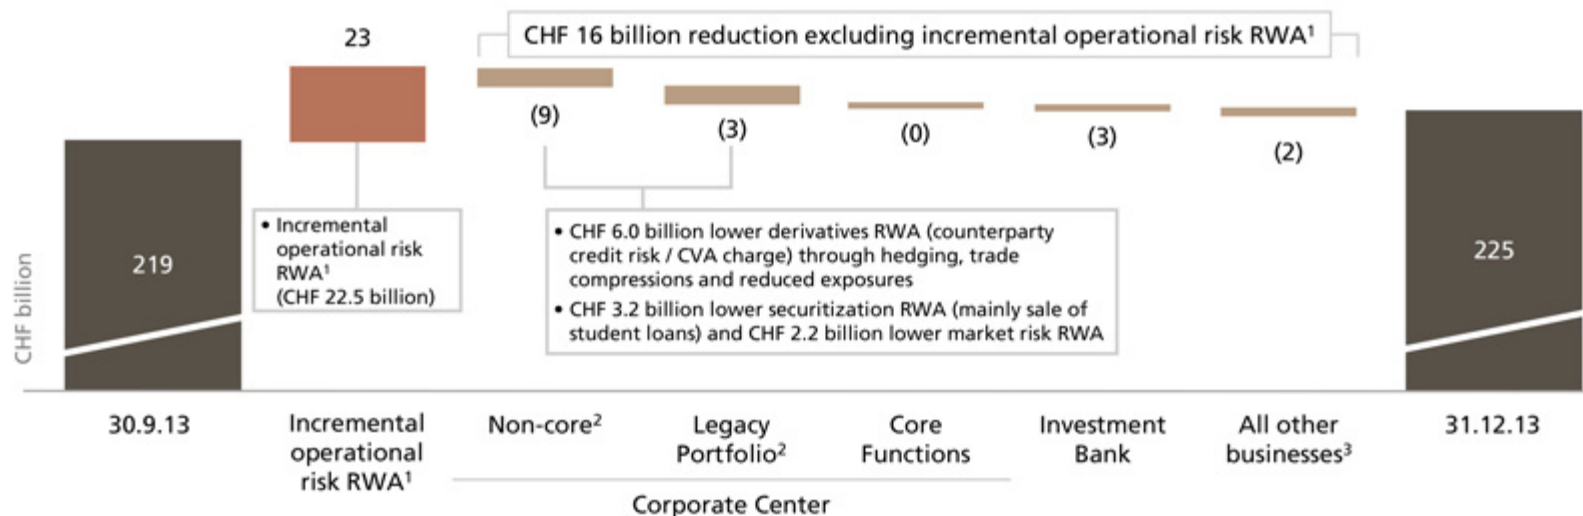 23
CHF 16 billion reduction excluding incremental operational risk RWA¹
(9)
(3)
(0)
(3)
(2)
CHF billion
219
• Incremental
operational risk
RWA¹
(CHF 22.5 billion)
• CHF 6.0 billion lower derivatives RWA (counterparty
credit risk / CVA charge) through hedging, trade
compressions and reduced exposures
• CHF 3.2 billion lower securitization RWA (mainly sale of
student loans) and CHF 2.2 billion lower market risk RWA
225
30.9.13
Incremental
operational
risk RWA¹
Non-core²
Legacy
Portfolio²
Core
Functions
Investment
Bank
All other
businesses³
31.12.13
Corporate Center